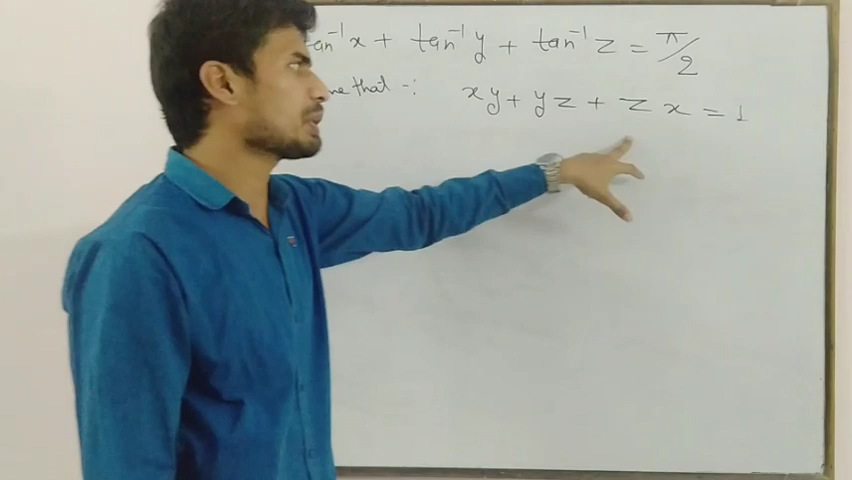 tan⁻¹x + tan⁻¹y + tan⁻¹z = π/2
that -: xy + yz + zx = 1